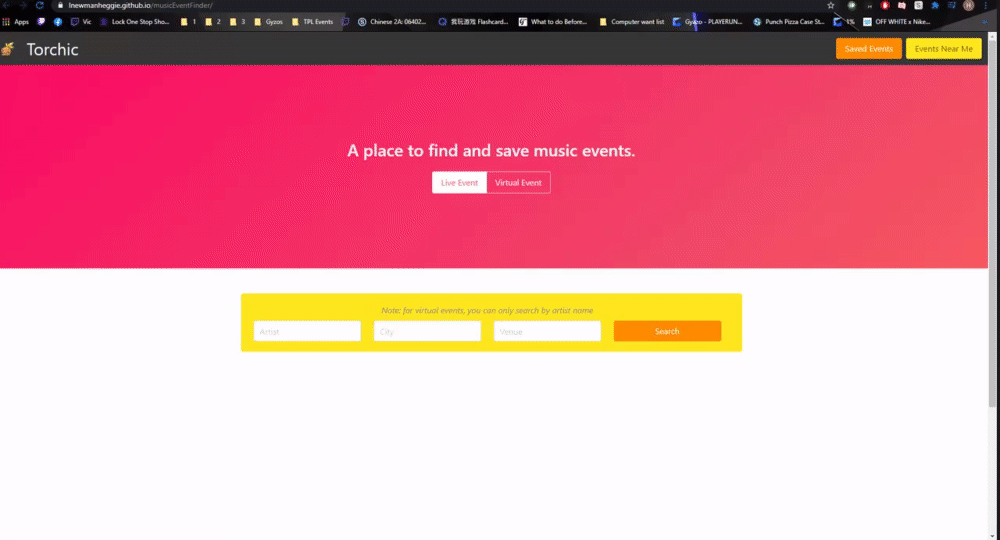 lnewmanheggie.github.io/musicEventFinder/
Apps Vic Lock One Stop Sho... 1 2 3 Gyzos TPL Events Chinese 2A: 06402... 我玩游戏 Flashcard... What to do Before... Computer want list Gyazo - PLAYERUN... Punch Pizza Case St... 1% OFF WHITE x Nike...
Torchic
Saved Events Events Near Me
A place to find and save music events.
Live Event Virtual Event
Note: for virtual events, you can only search by artist name
Artist City Venue Search